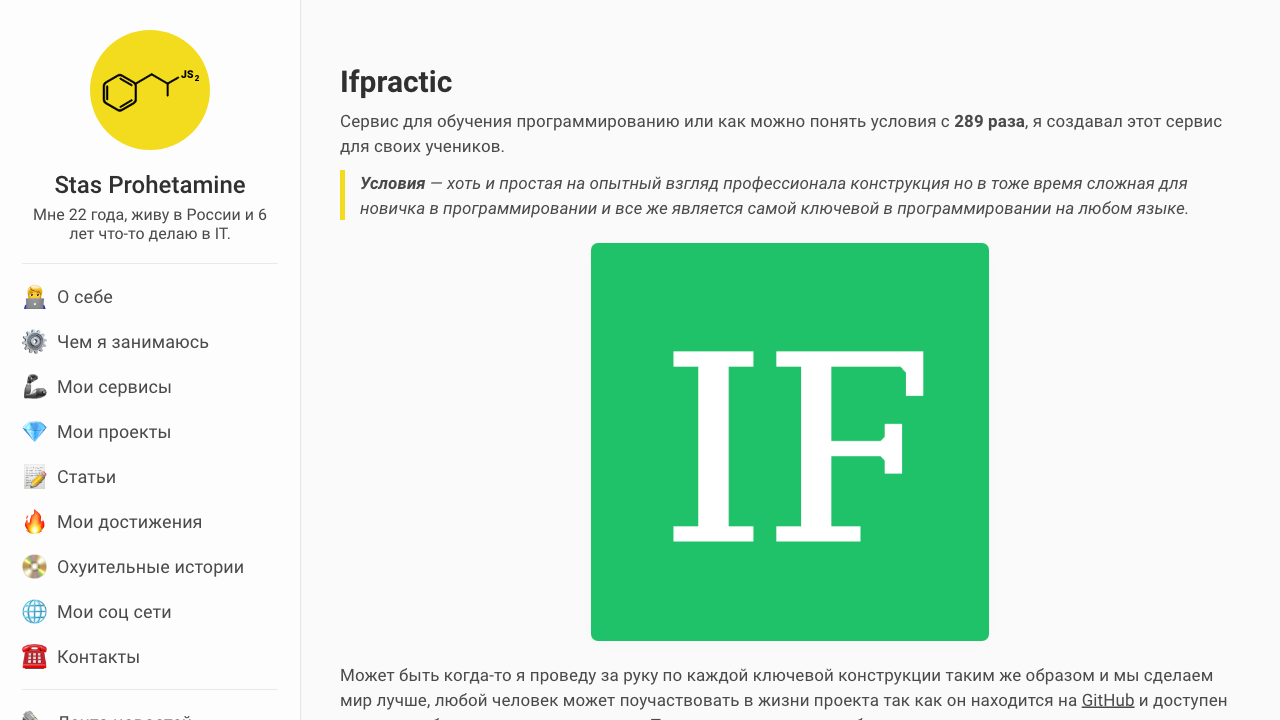 JS2
Stas Prohetamine
Мне 22 года, живу в России и 6
лет что-то делаю в IT.
О себе
Чем я занимаюсь
Мои сервисы
Мои проекты
Статьи
Мои достижения
Охуительные истории
Мои соц сети
Контакты
Ifpractic
Сервис для обучения программированию или как можно понять условия с 289 раза, я создавал этот сервис
для своих учеников.
Условия — хоть и простая на опытный взгляд профессионала конструкция но в тоже время сложная для
новичка в программировании и все же является самой ключевой в программировании на любом языке.
IF
Может быть когда-то я проведу за руку по каждой ключевой конструкции таким же образом и мы сделаем
мир лучше, любой человек может поучаствовать в жизни проекта так как он находится на GitHub и доступен